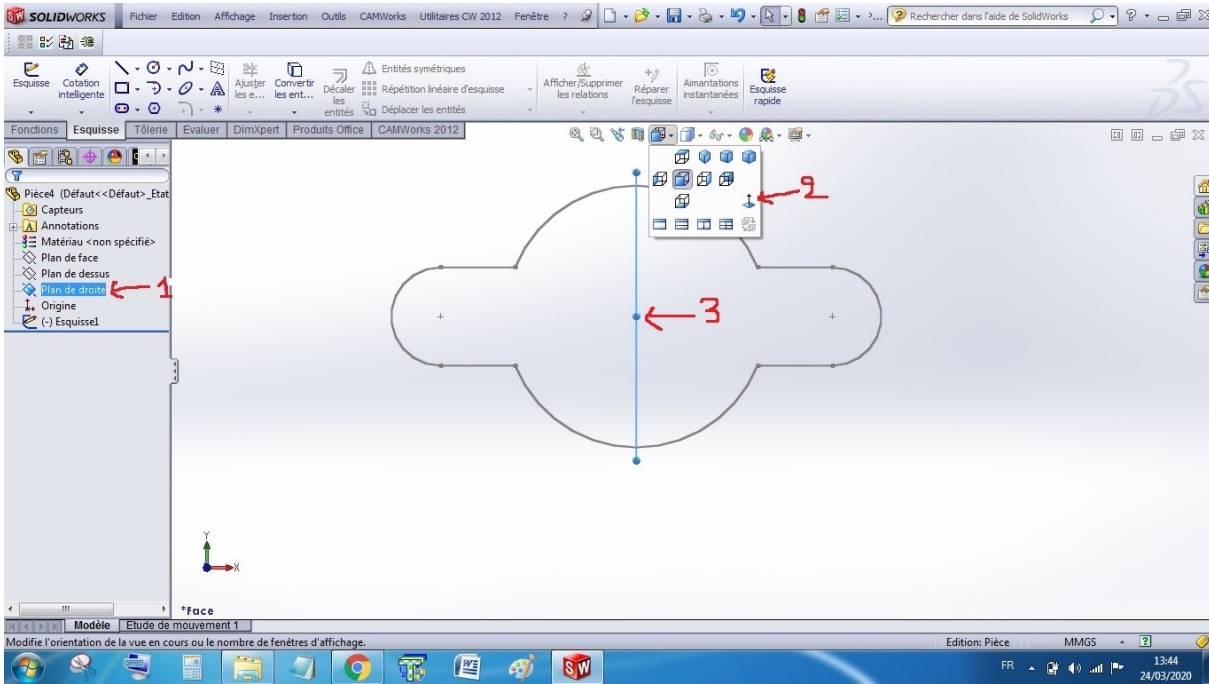 SW SOLIDWORKS Fichier Edition Affichage Insertion Outils CAMWorks Utilitaires CW 2012 Fenêtre ? Rechercher dans l'aide de SolidWorks ?
Esquisse Cotation intelligente Ajuster les e... Convertir les ent... Décaler les entités Entités symétriques Afficher/Supprimer les relations Réparer l'esquisse Aimantations instantanées Esquisse rapide
Répétition linéaire d'esquisse
Déplacer les entités
Fonctions Esquisse Tôlerie Evaluer DimXpert Produits Office CAMWorks 2012
Pièce4 (Défaut<<Défaut>_Etat
Capteurs
Annotations
Matériau <non spécifié>
Plan de face
Plan de dessus
Plan de droite
Origine
(-) Esquisse1
1
2
3
Y
X
*Face
Modèle Etude de mouvement 1
Modifie l'orientation de la vue en cours ou le nombre de fenêtres d'affichage. Edition: Pièce MMGS ?
FR 13:44
24/03/2020